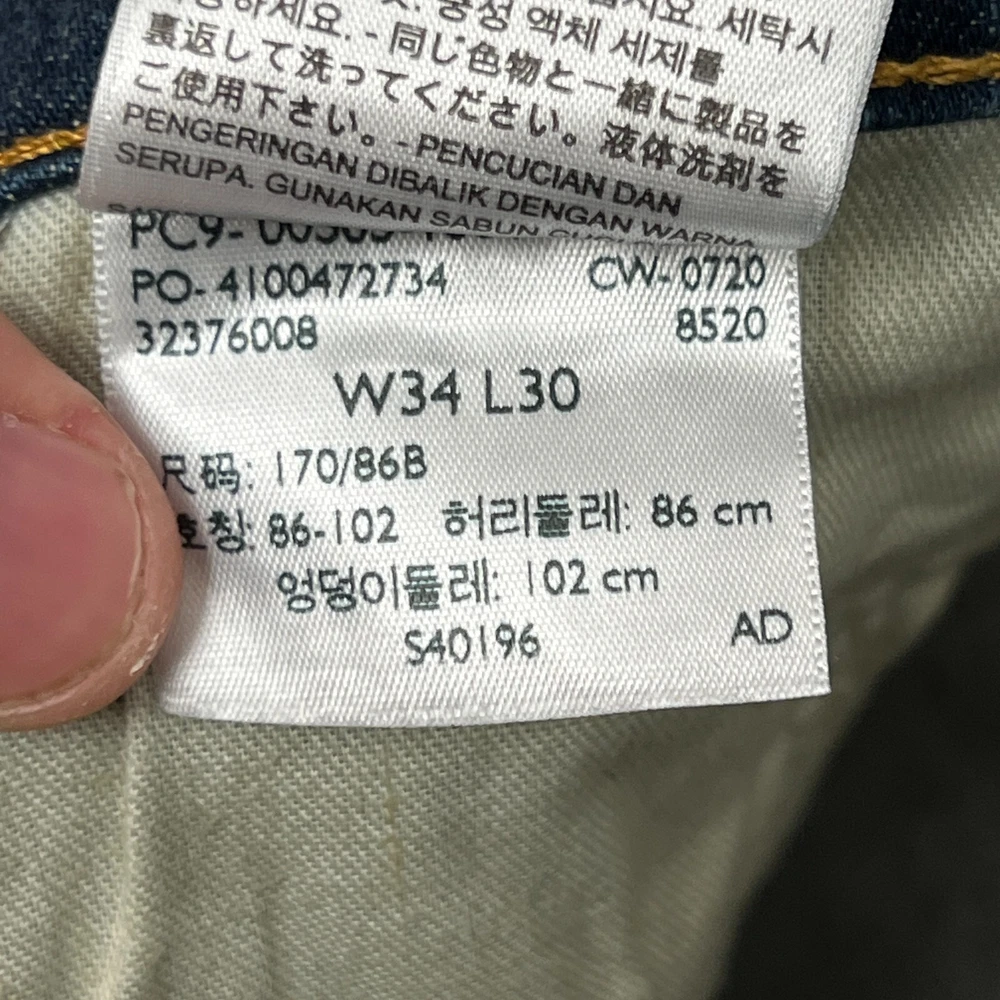 세탁시
중성 액체 세제를
하세요. - 同じ色物と一緒に製品を
裏返して洗ってください。液体洗剤を
ご使用下さい。- PENCUCIAN DAN
PENGERINGAN DIBALIK DENGAN WARNA
SERUPA. GUNAKAN SABUN
PC9-
PO- 4100472734 CW- 0720
32376008 8520
W34 L30
尺码: 170/86B
호칭: 86-102 허리둘레: 86 cm
엉덩이둘레: 102 cm
S40196 AD